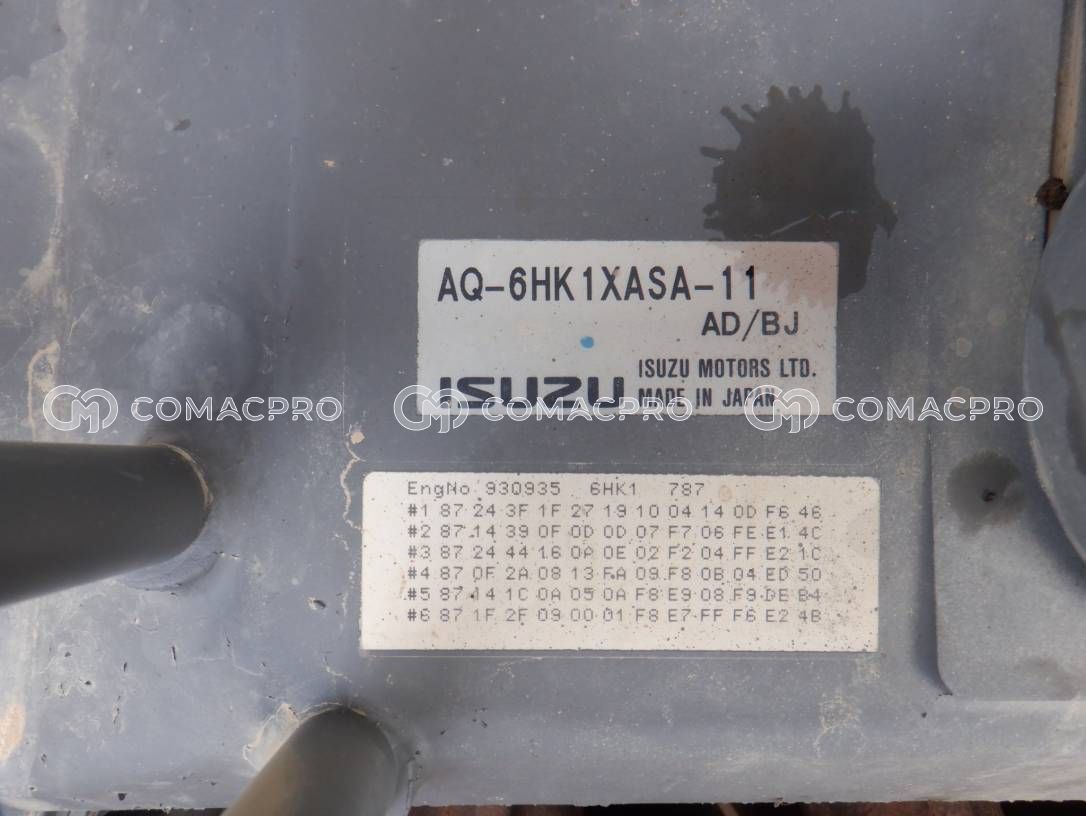 AQ-6HK1XASA-11
AD/BJ
ISUZU
ISUZU MOTORS LTD.
MADE IN JAPAN
COMACPRO COMACPRO COMACPRO
EngNo 930935 6HK1 787
#1 87 24 3F 1F 27 19 10 04 14 0D F6 46
#2 87 14 39 0F 0D 0D 07 F7 06 FE E1 4C
#3 87 24 44 16 0A 0E 02 F2 04 FF E2 1C
#4 87 0F 2A 08 13 FA 09 F8 0B 04 ED 50
#5 87 14 1C 0A 05 0A F8 E9 08 F9 DE B4
#6 87 1F 2F 09 00 01 F8 E7 FF F6 E2 4B